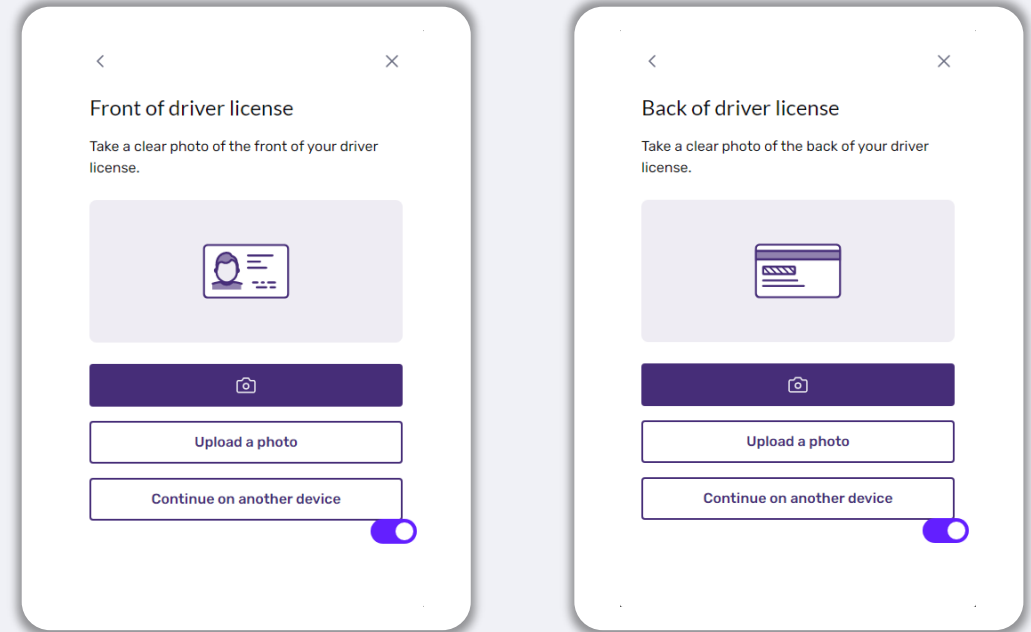 Front of driver license
Take a clear photo of the front of your driver
license.
Upload a photo
Continue on another device
Back of driver license
Take a clear photo of the back of your driver
license.
Upload a photo
Continue on another device